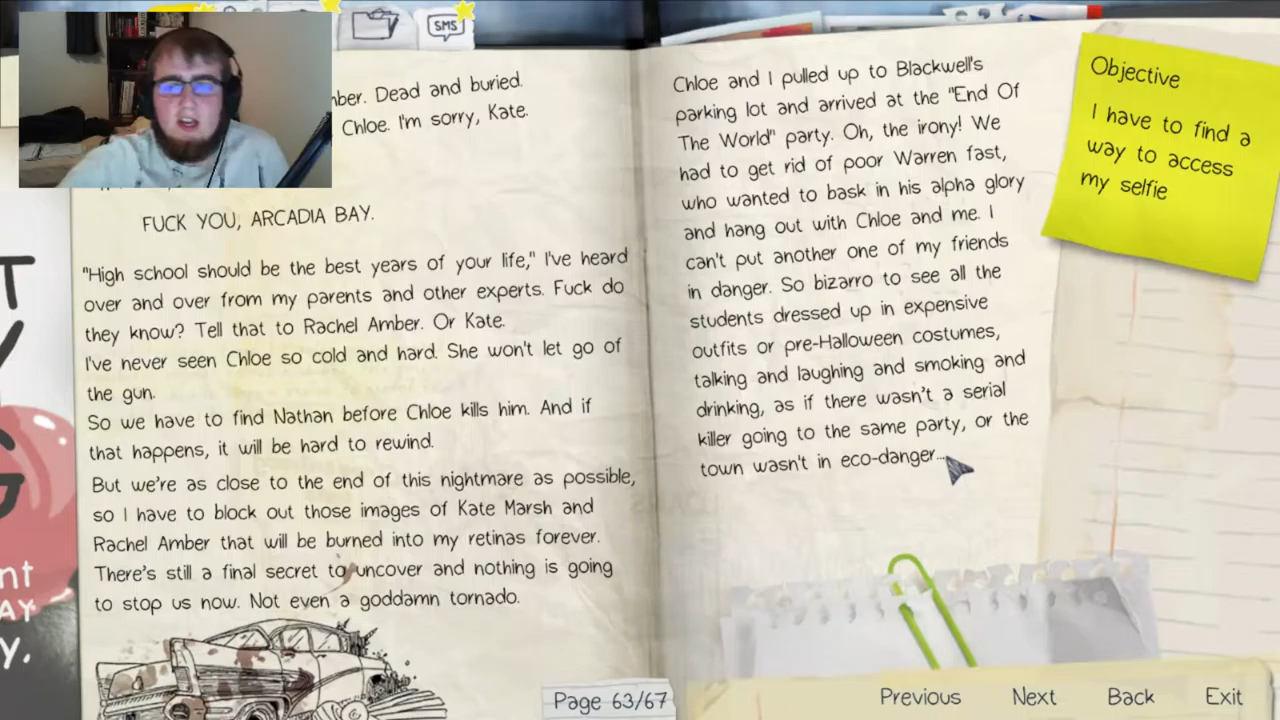 SMS
mber. Dead and buried.
Chloe. I'm sorry, Kate.
FUCK YOU, ARCADIA BAY.
"High school should be the best years of your life," I've heard
over and over from my parents and other experts. Fuck do
they know? Tell that to Rachel Amber. Or Kate.
I've never seen Chloe so cold and hard. She won't let go of
the gun.
So we have to find Nathan before Chloe kills him. And if
that happens, it will be hard to rewind.
But we're as close to the end of this nightmare as possible,
so I have to block out those images of Kate Marsh and
Rachel Amber that will be burned into my retinas forever.
There's still a final secret to uncover and nothing is going
to stop us now. Not even a goddamn tornado.
Chloe and I pulled up to Blackwell's
parking lot and arrived at the "End Of
The World" party. Oh, the irony! We
had to get rid of poor Warren fast,
who wanted to bask in his alpha glory
and hang out with Chloe and me. I
can't put another one of my friends
in danger. So bizarro to see all the
students dressed up in expensive
outfits or pre-Halloween costumes,
talking and laughing and smoking and
drinking, as if there wasn't a serial
killer going to the same party, or the
town wasn't in eco-danger...
Objective
I have to find a
way to access
my selfie
Page 63/67
Previous Next Back Exit